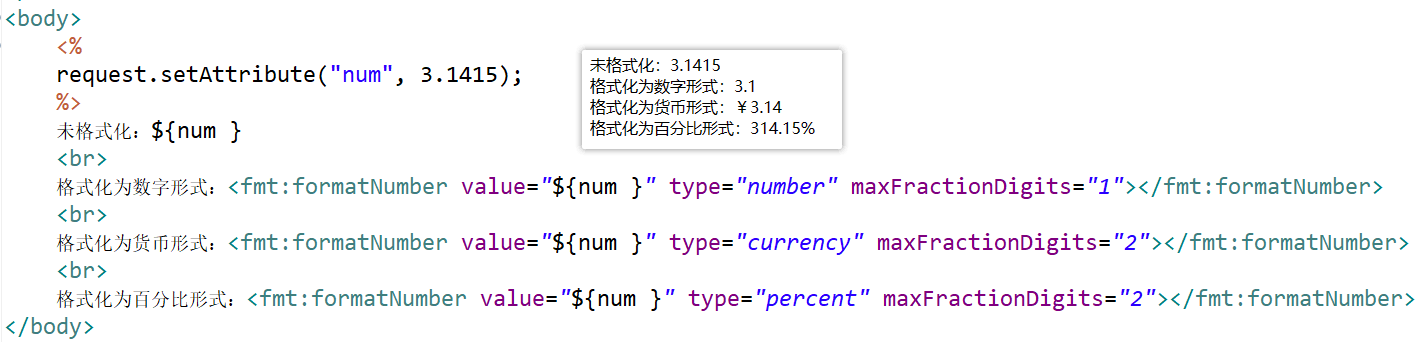 <body>
<%
request.setAttribute("num", 3.1415);
%>
未格式化：${num }
<br>
格式化为数字形式：<fmt:formatNumber value="${num }" type="number" maxFractionDigits="1"></fmt:formatNumber>
<br>
格式化为货币形式：<fmt:formatNumber value="${num }" type="currency" maxFractionDigits="2"></fmt:formatNumber>
<br>
格式化为百分比形式：<fmt:formatNumber value="${num }" type="percent" maxFractionDigits="2"></fmt:formatNumber>
</body>
未格式化：3.1415
格式化为数字形式：3.1
格式化为货币形式：￥3.14
格式化为百分比形式：314.15%